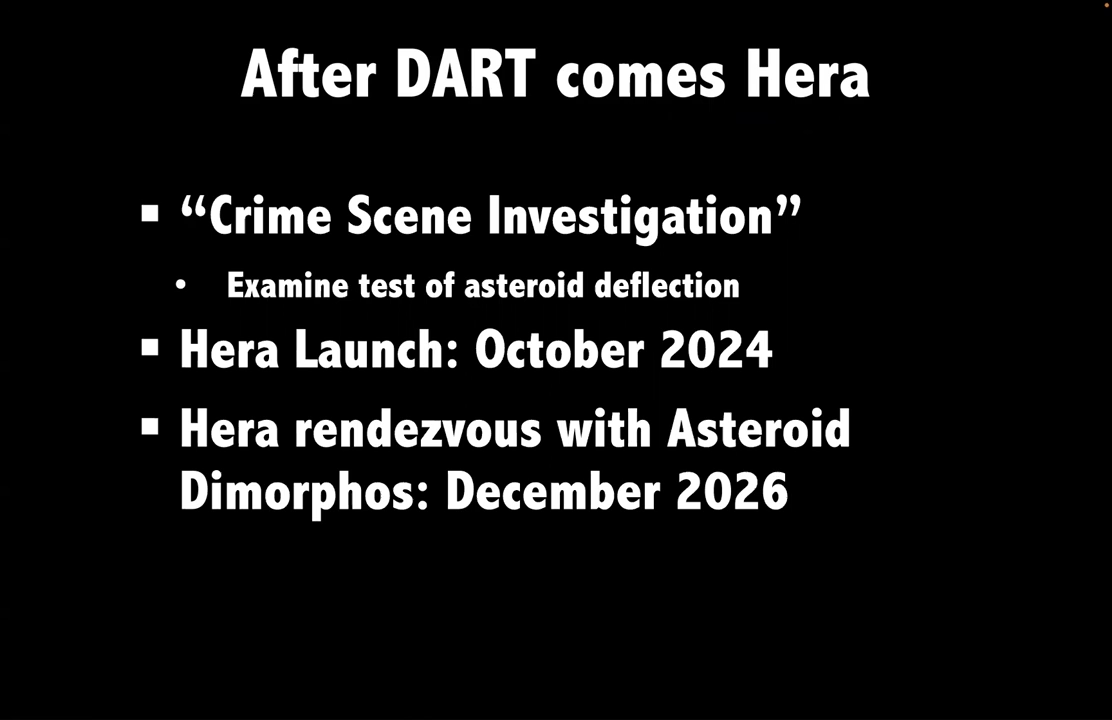 After DART comes Hera
▪ “Crime Scene Investigation”
• Examine test of asteroid deflection
▪ Hera Launch: October 2024
▪ Hera rendezvous with Asteroid
Dimorphos: December 2026